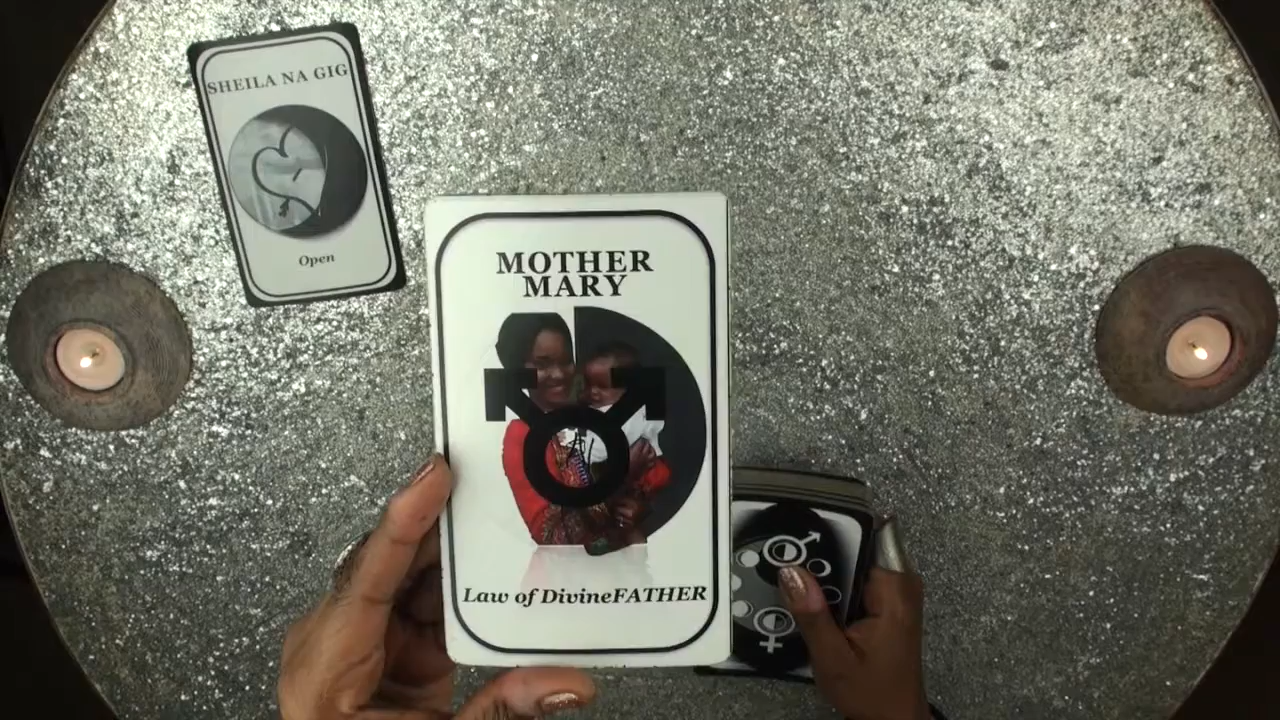 SHEILA NA GIG
Open
MOTHER
MARY
Law of DivineFATHER